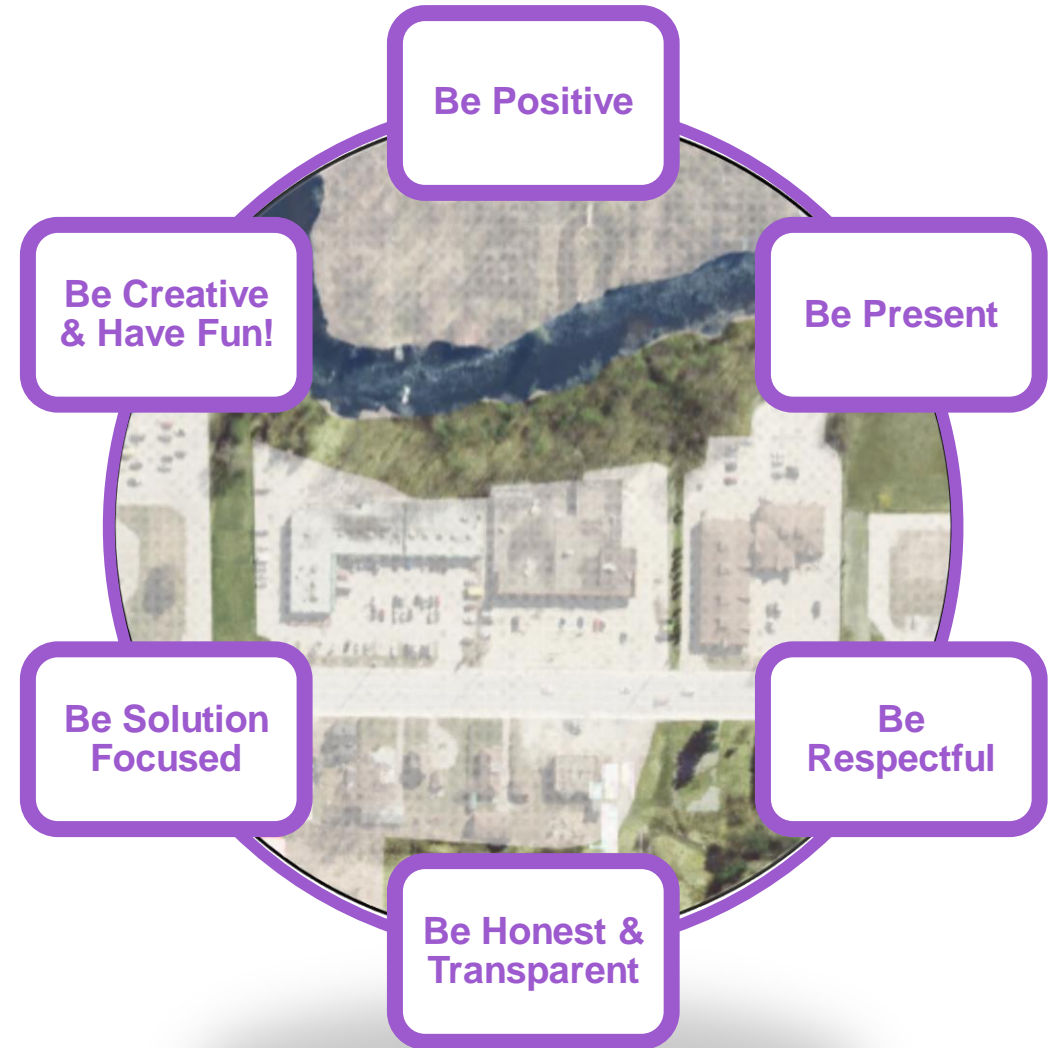 Be Positive
Be Present
Be
Respectful
Be Honest &
Transparent
Be Solution
Focused
Be Creative
& Have Fun!